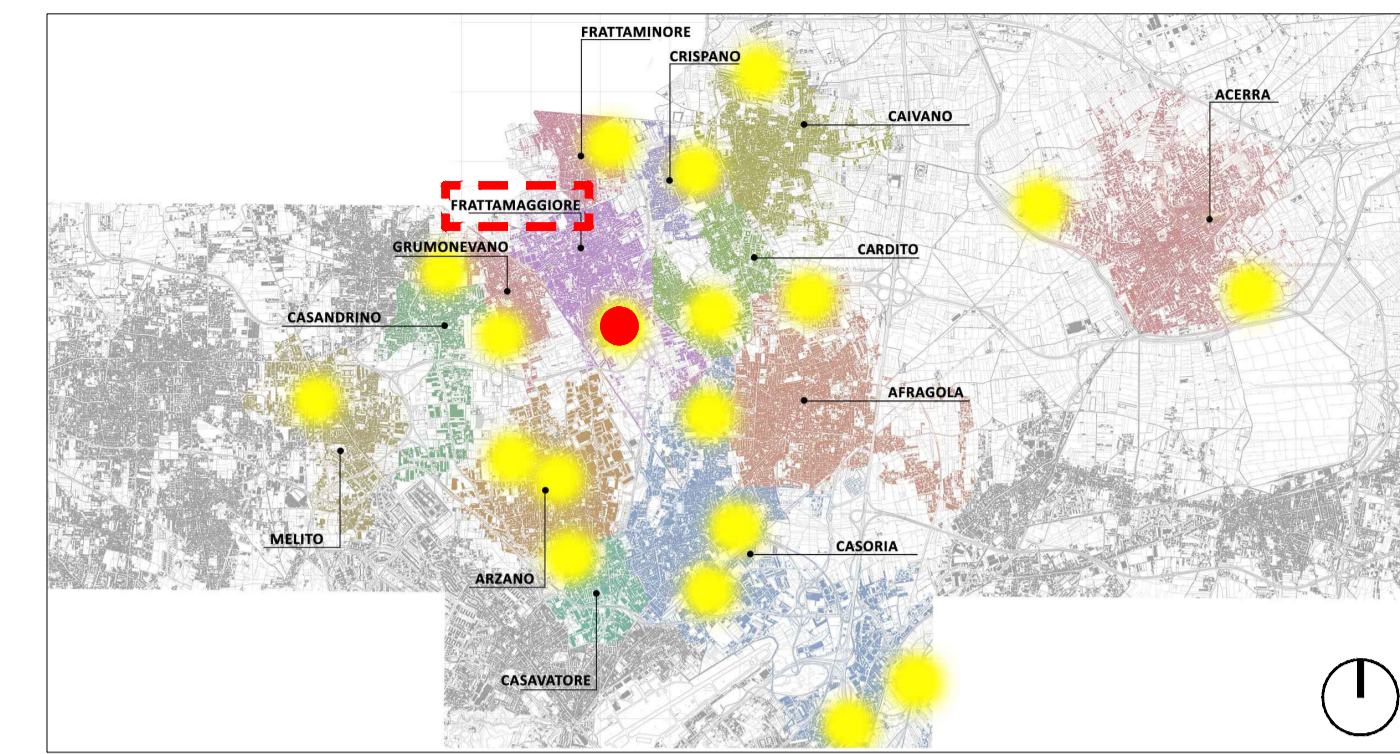 FRATTAMINORE
CRISPANO
ACERRA
CAIVANO
FRATTAMAGGIORE
GRUMONEVANO
CARDITO
CASANDRINO
AFRAGOLA
MELITO
CASORIA
ARZANO
CASAVATORE